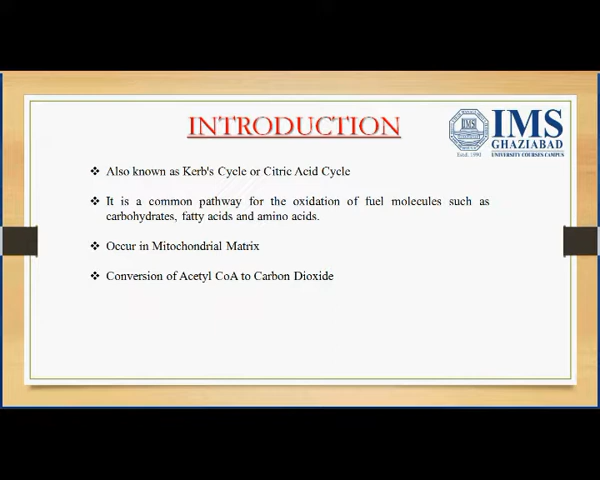 INTRODUCTION
IMS
GHAZIABAD
UNIVERSITY COURSES CAMPUS
IMS
Estd. 1990
❖ Also known as Kerb's Cycle or Citric Acid Cycle
❖ It is a common pathway for the oxidation of fuel molecules such as
carbohydrates, fatty acids and amino acids.
❖ Occur in Mitochondrial Matrix
❖ Conversion of Acetyl CoA to Carbon Dioxide